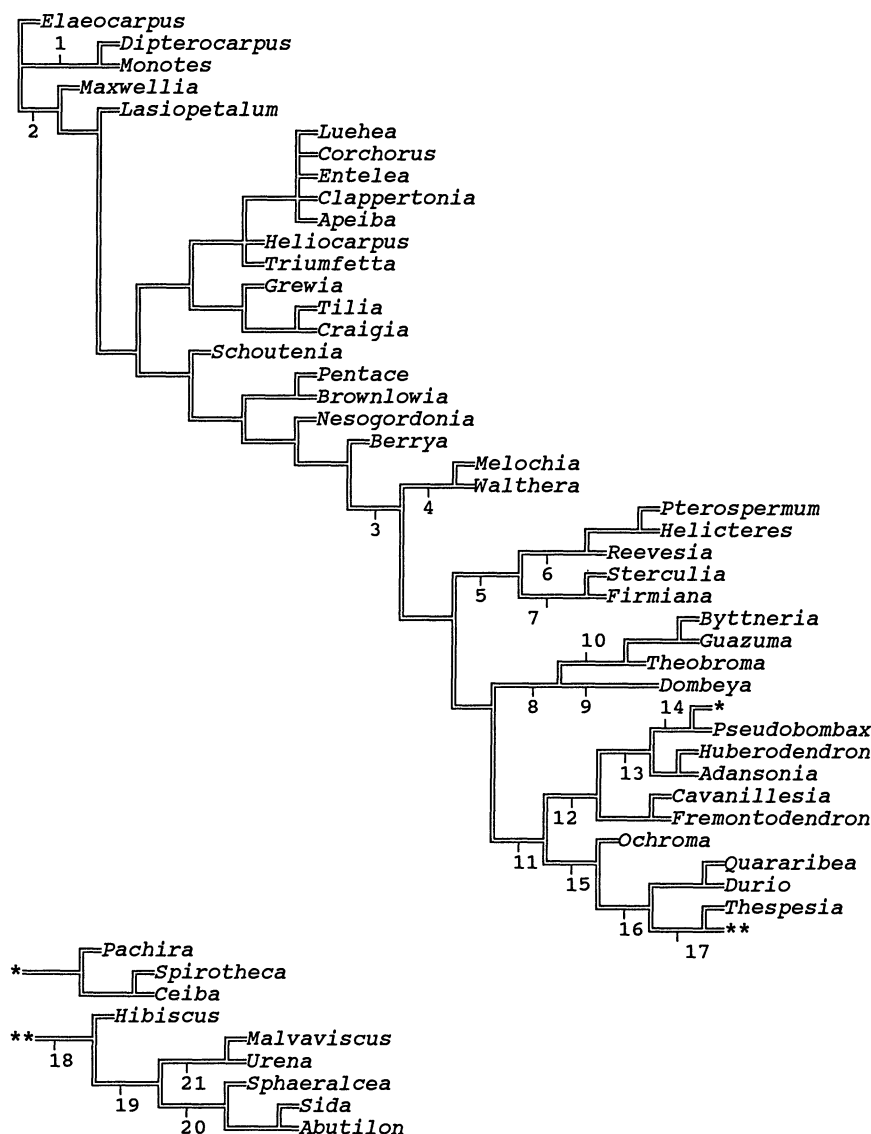 Elaeocarpus
1
Dipterocarpus
Monotes
Maxwellia
2
Lasiopetalum
Luehea
Corchorus
Entelea
Clappertonia
Apeiba
Heliocarpus
Triumfetta
Grewia
Tilia
Craigia
Schoutenia
Pentace
Brownlowia
Nesogordonia
Berrya
Melochia
Walthera
3
4
Pterospermum
Helicteres
Reevesia
6
Sterculia
5
Firmiana
7
Byttneria
10
Guazuma
Theobroma
Dombeya
8
9
14
*
Pseudobombax
Huberodendron
13
Adansonia
Cavanillesia
12
Fremontodendron
Ochroma
11
Quararibea
15
Durio
Thespesia
16
**
17
Pachira
*
Spirotheca
Ceiba
Hibiscus
**
18
Malvaviscus
Urena
21
Sphaeralcea
19
Sida
20
Abutilon